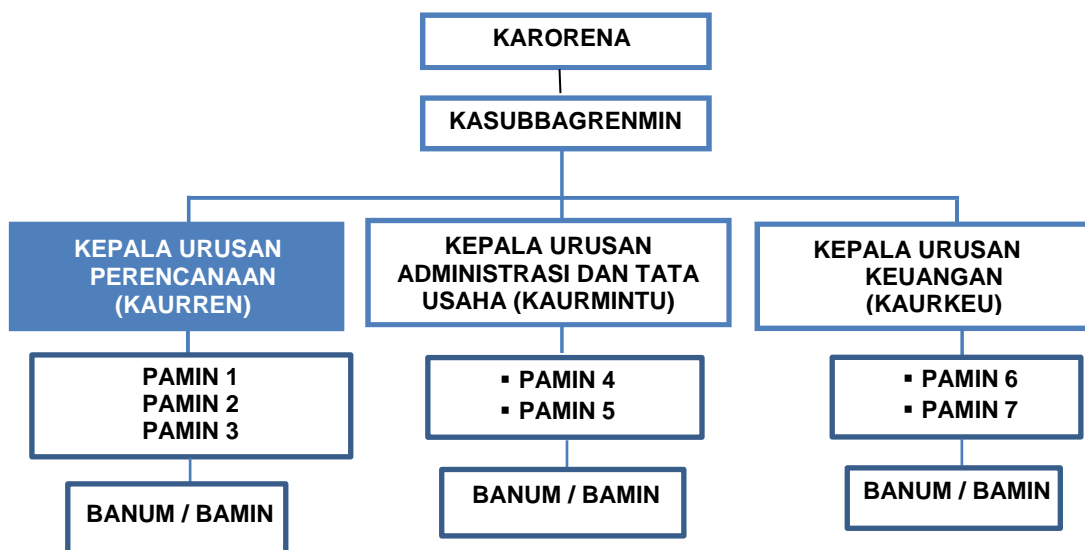 KARORENA
KASUBBAGRENMIN
KEPALA URUSAN
PERENCANAAN
(KAURREN)
KEPALA URUSAN
ADMINISTRASI DAN TATA
USAHA (KAURMINTU)
KEPALA URUSAN
KEUANGAN
(KAURKEU)
PAMIN 1
PAMIN 2
PAMIN 3
▪ PAMIN 4
▪ PAMIN 5
▪ PAMIN 6
▪ PAMIN 7
BANUM / BAMIN
BANUM / BAMIN
BANUM / BAMIN